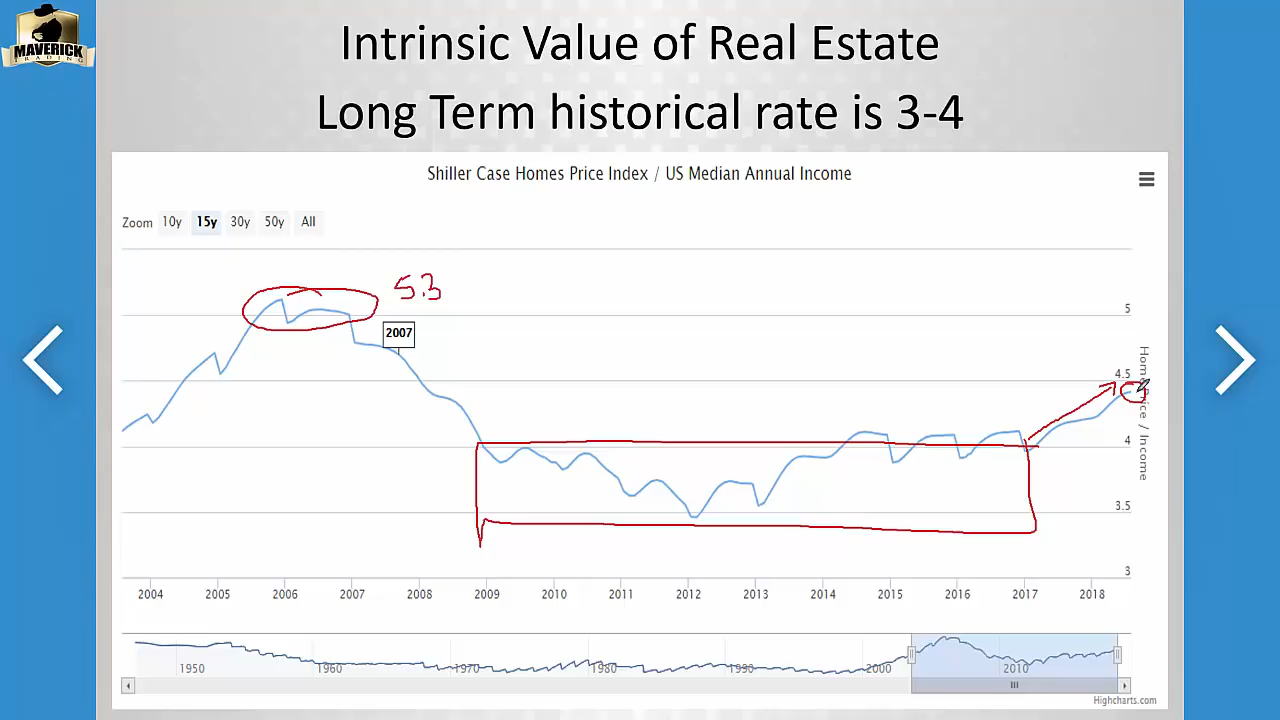 MAVERICK
TRADING
Intrinsic Value of Real Estate
Long Term historical rate is 3-4
Shiller Case Homes Price Index / US Median Annual Income
Zoom 10y 15y 30y 50y All
5.3
5
2007
4.5
4
3.5
3
Home Price / Income
2004 2005 2006 2007 2008 2009 2010 2011 2012 2013 2014 2015 2016 2017 2018
1950 1960 1970 1980 1990 2000 2010
Highcharts.com